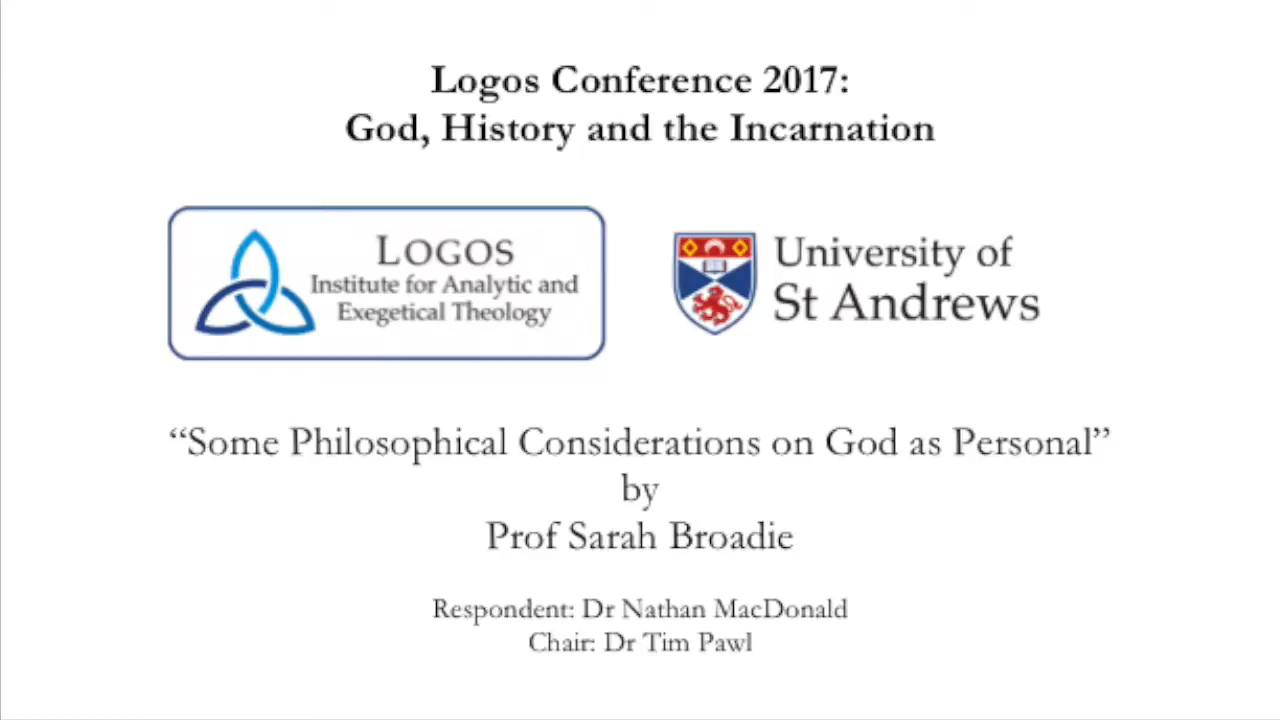 Logos Conference 2017:
God, History and the Incarnation
LOGOS
Institute for Analytic and
Exegetical Theology
University of
St Andrews
“Some Philosophical Considerations on God as Personal”
by
Prof Sarah Broadie
Respondent: Dr Nathan MacDonald
Chair: Dr Tim Pawl